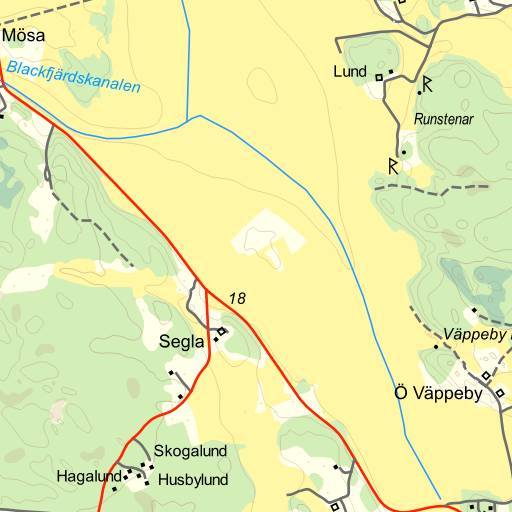 Mösa
Blackfjärdskanalen
Lund
Runstenar
18
Segla
Väppeby
Ö Väppeby
Skogalund
Hagalund
Husbylund